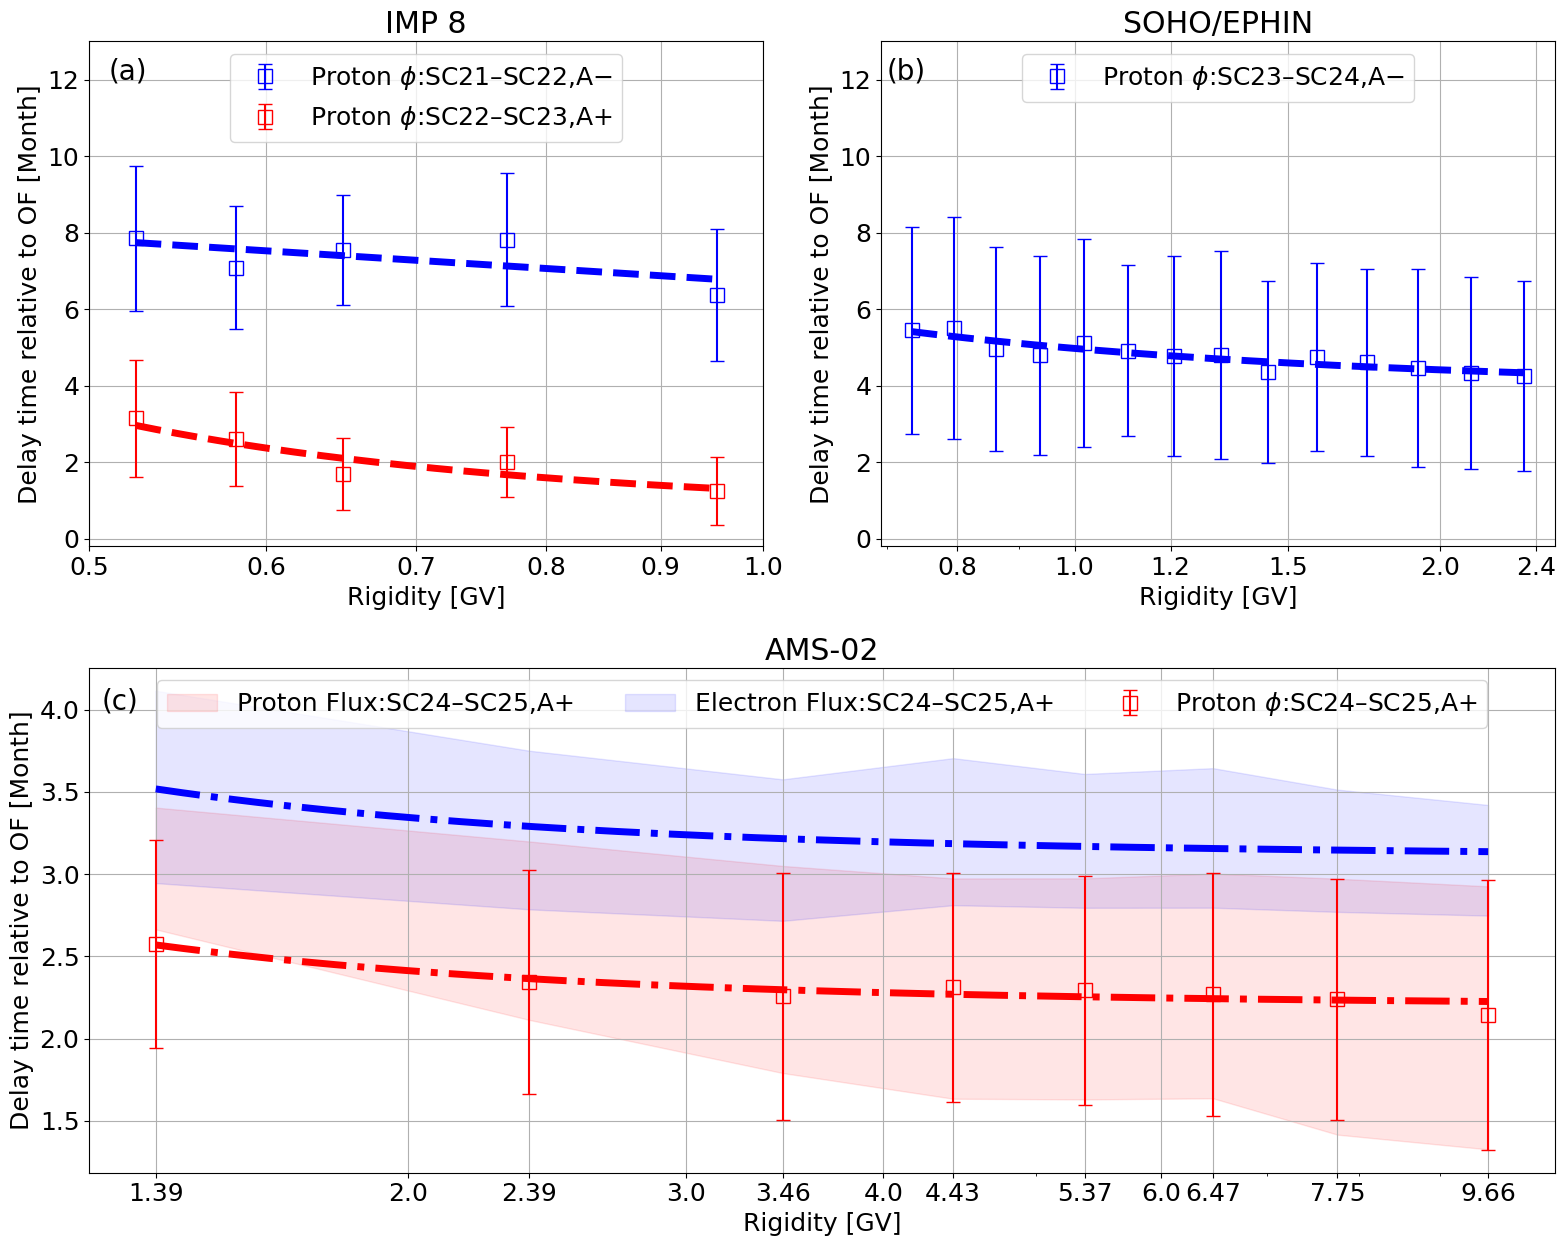 IMP 8
(a)
Proton ϕ:SC21–SC22,A−
Proton ϕ:SC22–SC23,A+
Delay time relative to OF [Month]
12
10
8
6
4
2
0
0.5 0.6 0.7 0.8 0.9 1.0
Rigidity [GV]
SOHO/EPHIN
(b)
Proton ϕ:SC23–SC24,A−
Delay time relative to OF [Month]
12
10
8
6
4
2
0
0.8 1.0 1.2 1.5 2.0 2.4
Rigidity [GV]
AMS-02
(c)
Proton Flux:SC24–SC25,A+ Electron Flux:SC24–SC25,A+ Proton ϕ:SC24–SC25,A+
Delay time relative to OF [Month]
4.0
3.5
3.0
2.5
2.0
1.5
1.39 2.0 2.39 3.0 3.46 4.0 4.43 5.37 6.0 6.47 7.75 9.66
Rigidity [GV]